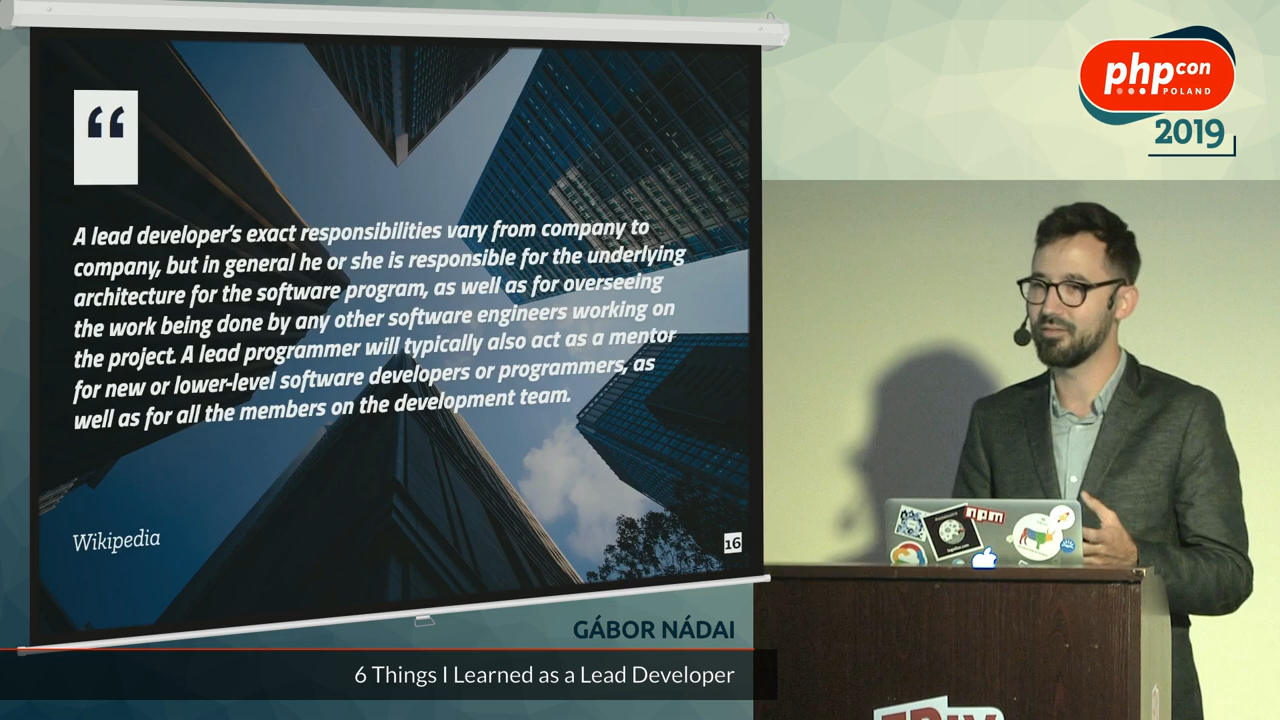 “
A lead developer's exact responsibilities vary from company to
company, but in general he or she is responsible for the underlying
architecture for the software program, as well as for overseeing
the work being done by any other software engineers working on
the project. A lead programmer will typically also act as a mentor
for new or lower-level software developers or programmers, as
well as for all the members on the development team.
Wikipedia
16
GÁBOR NÁDAI
6 Things I Learned as a Lead Developer
phpcon
POLAND
2019
npm